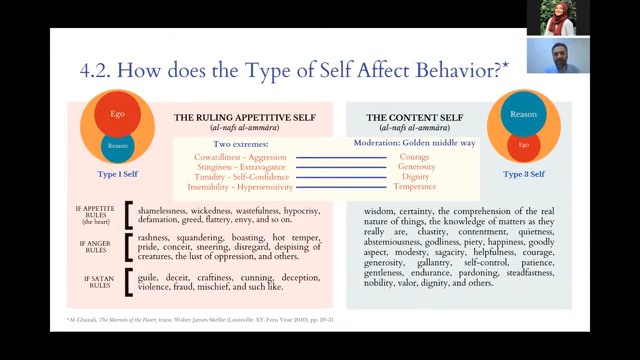 4.2. How does the Type of Self Affect Behavior?*
Ego
Reason
Type 1 Self
THE RULING APPETITIVE SELF
(al-nafs al-ammára)
THE CONTENT SELF
(al-nafs al-ammára)
Reason
Ego
Type 3 Self
Two extremes:
Moderation: Golden middle way
Cowardliness - Aggression
Courage
Stinginess - Extravagance
Generosity
Timidity - Self-Confidence
Dignity
Insensibility - Hypersensitivity
Temperance
IF APPETITE
RULES
(the heart)
shamelessness, wickedness, wastefulness, hypocrisy,
defamation, greed, flattery, envy, and so on.
IF ANGER
RULES
rashness, squandering, boasting, hot temper,
pride, conceit, sneering, disregard, despising of
creatures, the lust of oppression, and others.
IF SATAN
RULES
guile, deceit, craftiness, cunning, deception,
violence, fraud, mischief, and such like.
wisdom, certainty, the comprehension of the real
nature of things, the knowledge of matters as they
really are, chastity, contentment, quietness,
abstemiousness, godliness, piety, happiness, goodly
aspect, modesty, sagacity, helpfulness, courage,
generosity, gallantry, self-control, patience,
gentleness, endurance, pardoning, steadfastness,
nobility, valor, dignity, and others.
*Al-Ghazali, The Marvels of the Heart, trans. Walter James Skellie (Louisville, KY: Fons Vitae 2010), pp. 29-31.